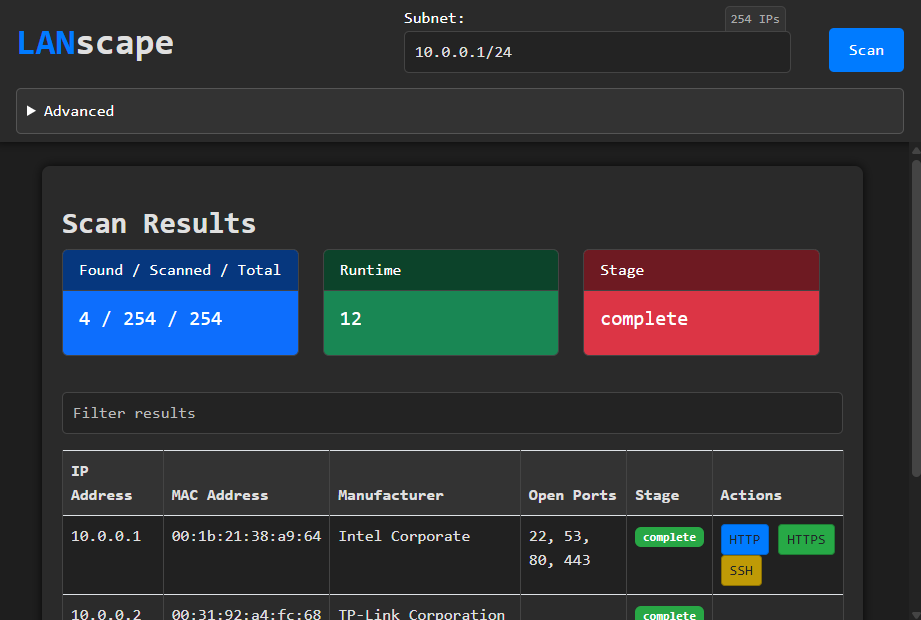 LANscape
Subnet:
254 IPs
10.0.0.1/24
Scan
Advanced
Scan Results
Found / Scanned / Total
4 / 254 / 254
Runtime
12
Stage
complete
Filter results
IP Address
MAC Address
Manufacturer
Open Ports
Stage
Actions
10.0.0.1
00:1b:21:38:a9:64
Intel Corporate
22, 53,
80, 443
complete
HTTP
HTTPS
SSH
10.0.0.2
00:31:92:a4:fc:68
TP-Link Corporation
complete